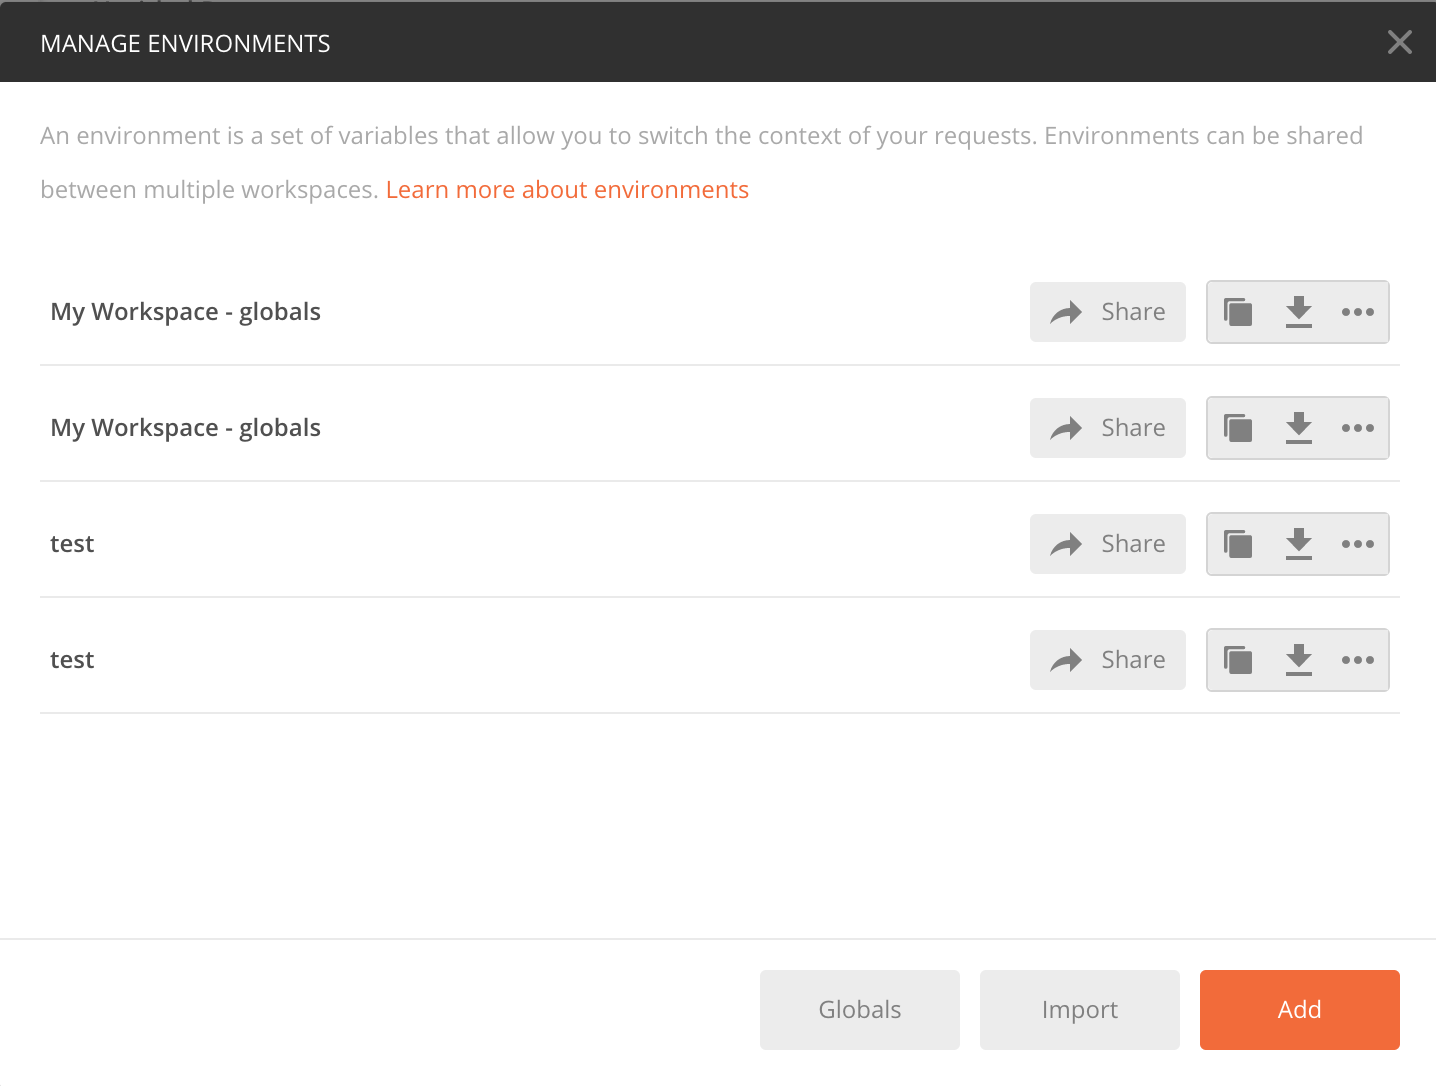 MANAGE ENVIRONMENTS
An environment is a set of variables that allow you to switch the context of your requests. Environments can be shared
between multiple workspaces. Learn more about environments
My Workspace - globals Share
My Workspace - globals Share
test Share
test Share
Globals Import Add